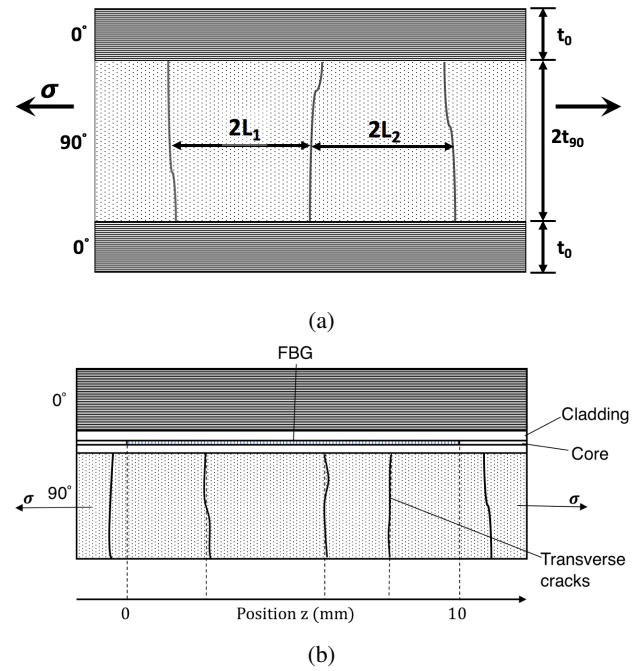 0°
t₀
σ
2L₁
2L₂
90°
2t₉₀
0°
t₀
(a)
FBG
0°
Cladding
Core
90°
σ
σ
Transverse
cracks
0
Position z (mm)
10
(b)